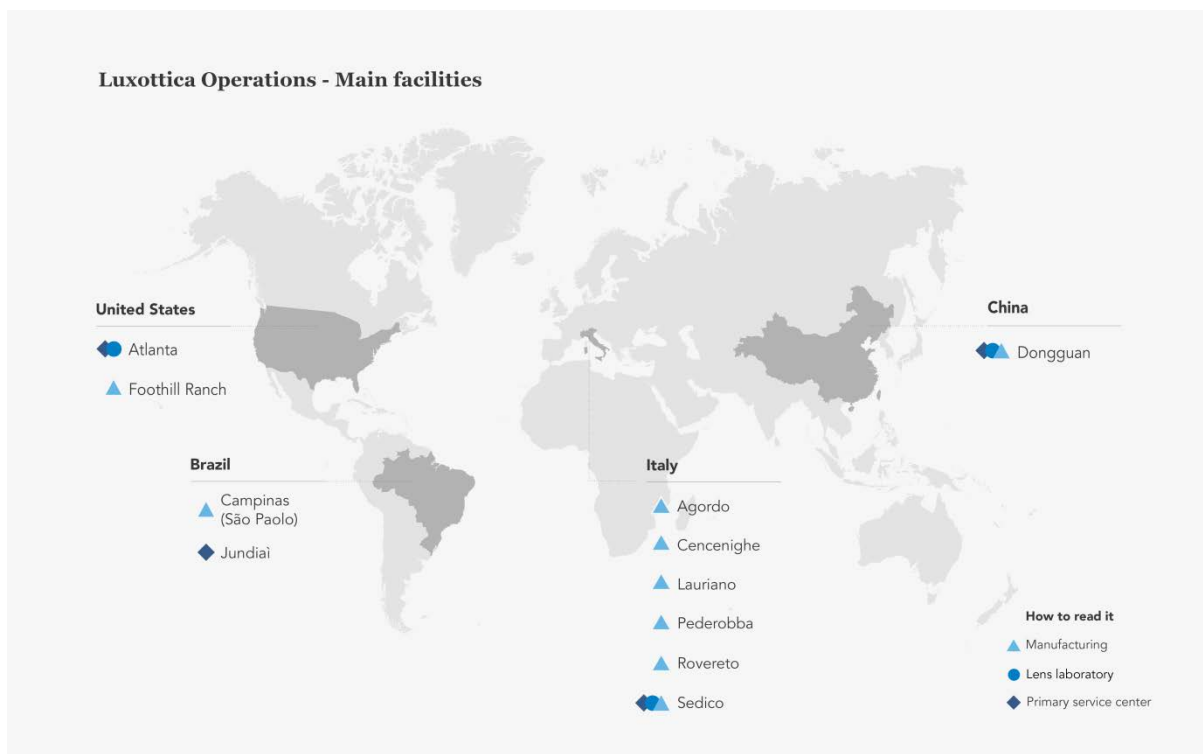 Luxottica Operations - Main facilities
United States
Atlanta
Foothill Ranch
Brazil
Campinas
(São Paolo)
Jundiaì
Italy
Agordo
Cencenighe
Lauriano
Pederobba
Rovereto
Sedico
China
Dongguan
How to read it
Manufacturing
Lens laboratory
Primary service center